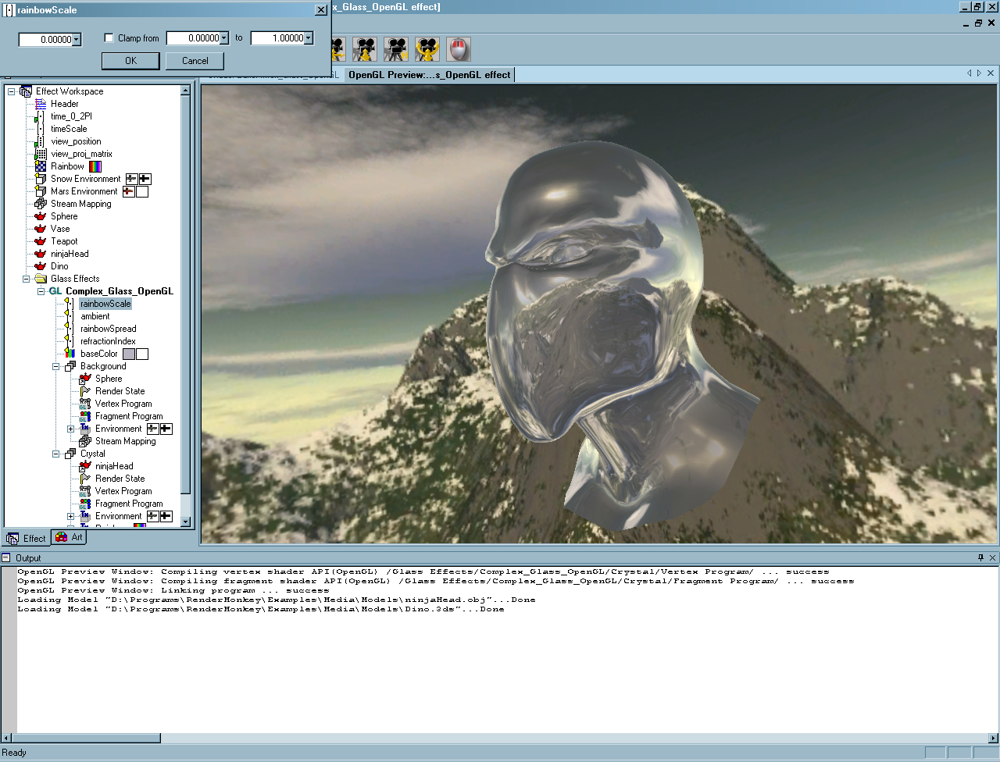 rainbowScale
x_Glass_OpenGL effect]
0.00000
Clamp from
0.00000
to
1.00000
OK
Cancel
OpenGL Preview:...s_OpenGL effect
Effect Workspace
Header
time_0_2PI
timeScale
view_position
view_proj_matrix
Rainbow
Snow Environment
Mars Environment
Stream Mapping
Sphere
Vase
Teapot
ninjaHead
Dino
Glass Effects
GL Complex_Glass_OpenGL
rainbowScale
ambient
rainbowSpread
refractionIndex
baseColor
Background
Sphere
Render State
Vertex Program
Fragment Program
Environment
Stream Mapping
Crystal
ninjaHead
Render State
Vertex Program
Fragment Program
Environment
Effect
Art
Output
OpenGL Preview Window: Compiling vertex shader API(OpenGL) /Glass Effects/Complex_Glass_OpenGL/Crystal/Vertex Program/ ... success
OpenGL Preview Window: Compiling fragment shader API(OpenGL) /Glass Effects/Complex_Glass_OpenGL/Crystal/Fragment Program/ ... success
OpenGL Preview Window: Linking program ... success
Loading Model "D:\Programs\RenderMonkey\Examples\Media\Models\ninjaHead.obj"...Done
Loading Model "D:\Programs\RenderMonkey\Examples\Media\Models\Dino.3ds"...Done
Ready